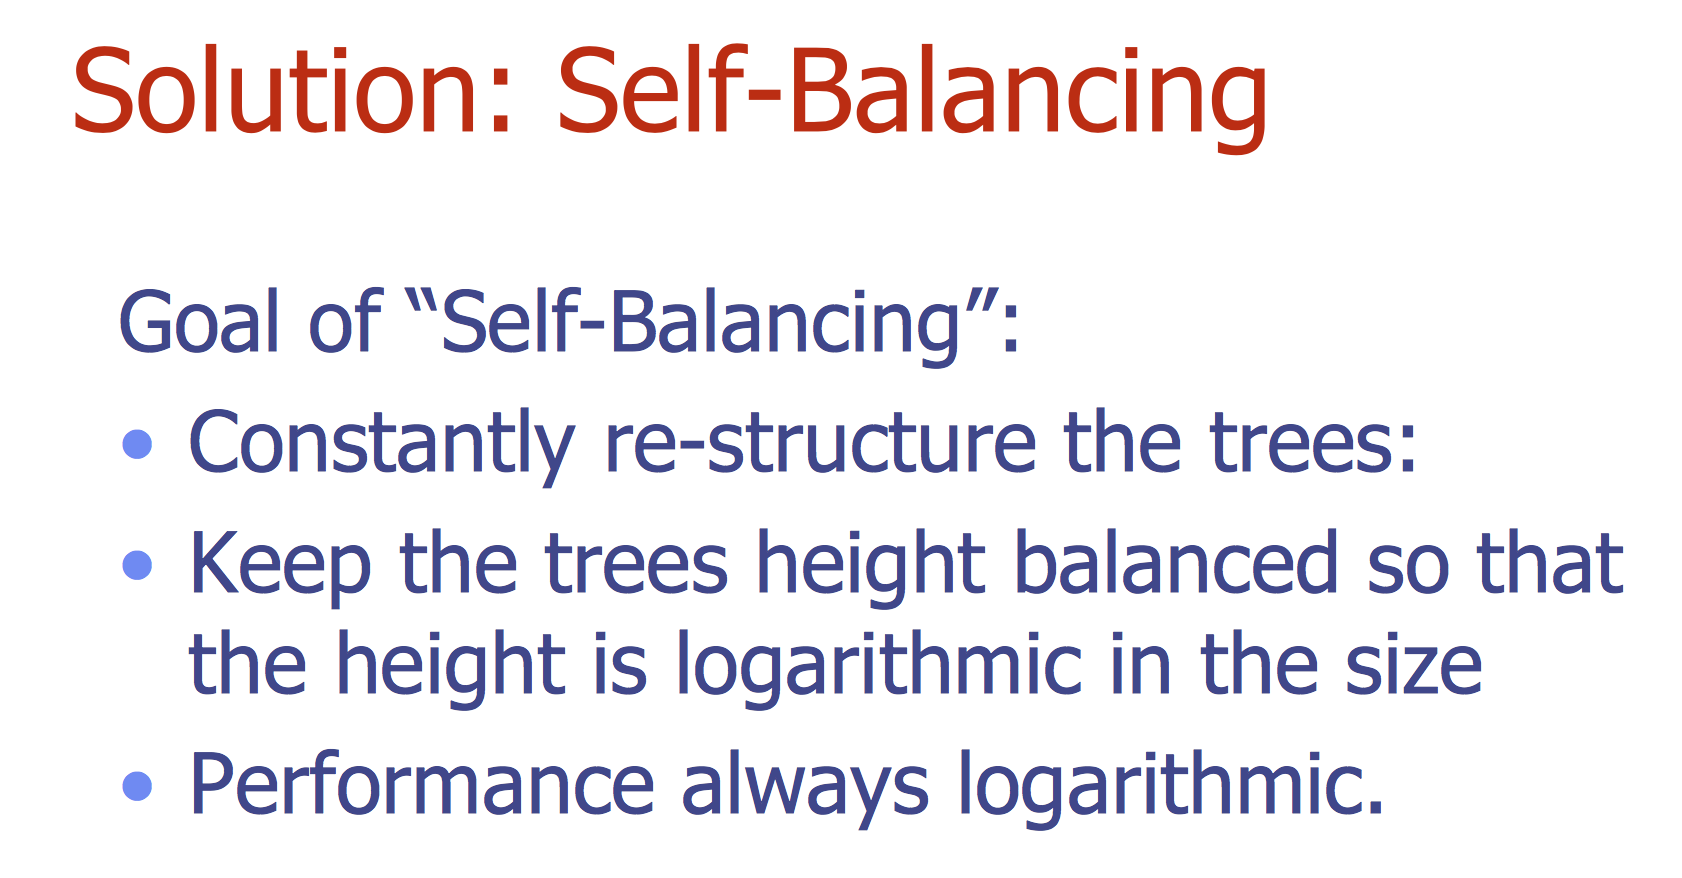 Solution: Self-Balancing
Goal of “Self-Balancing”:
• Constantly re-structure the trees:
• Keep the trees height balanced so that
the height is logarithmic in the size
• Performance always logarithmic.